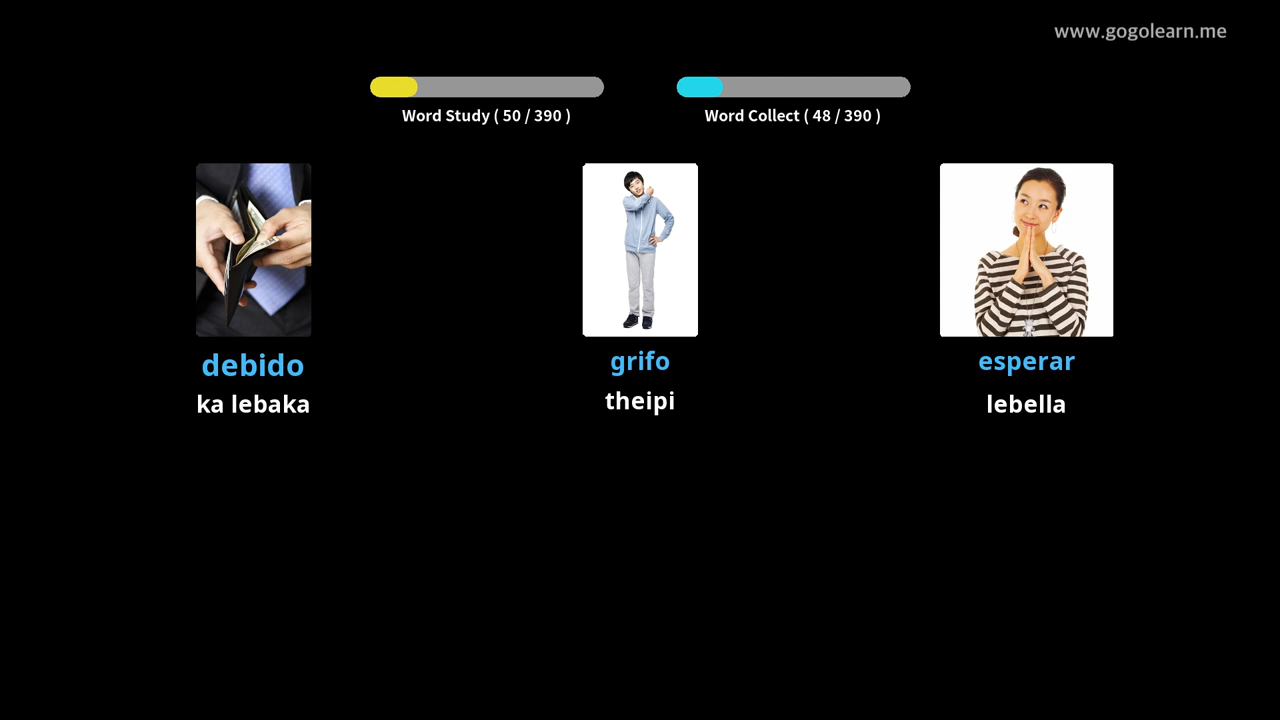 www.gogolearn.me
Word Study ( 50 / 390 )
Word Collect ( 48 / 390 )
debido
ka lebaka
grifo
theipi
esperar
lebella